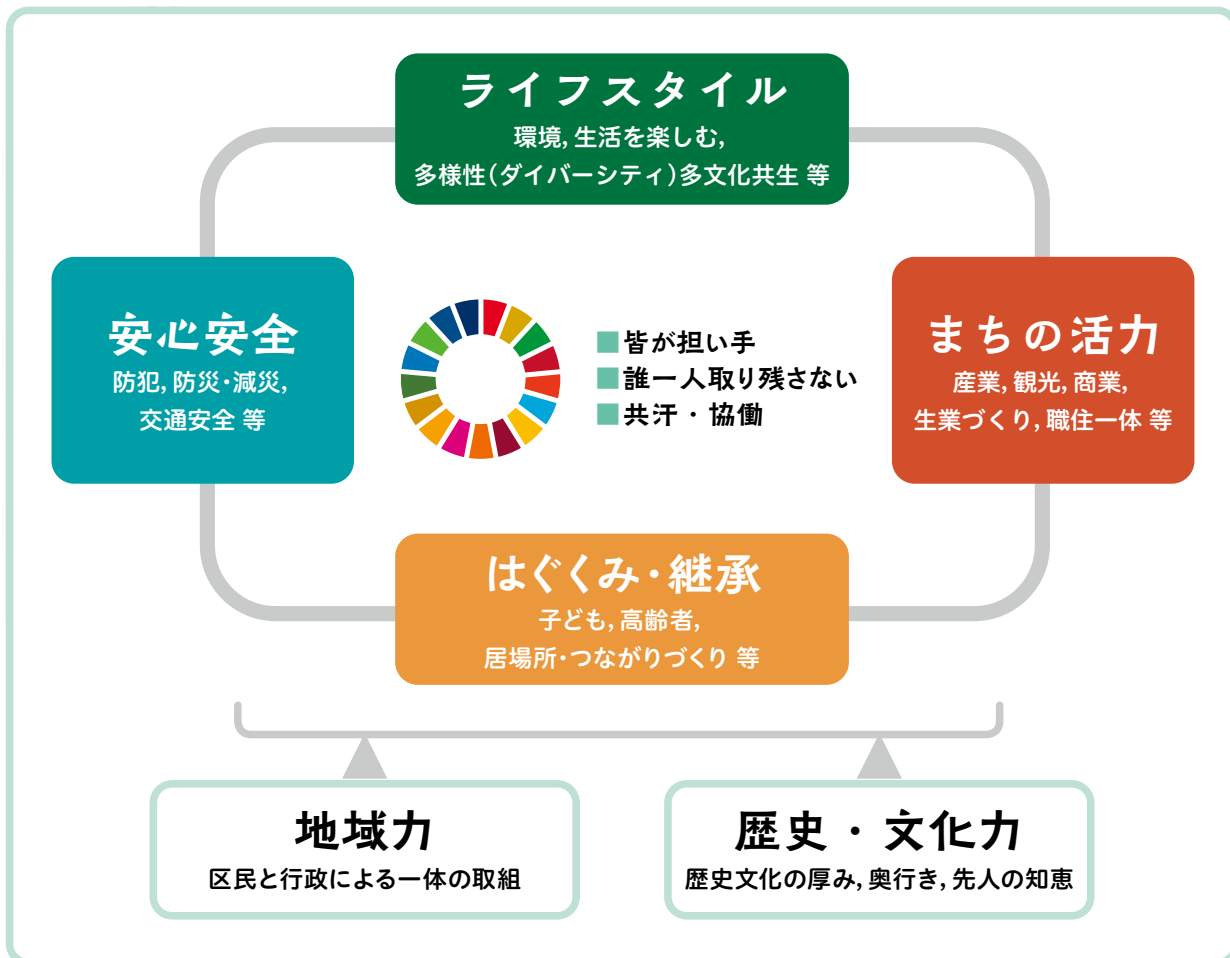 ライフスタイル
環境, 生活を楽しむ,
多様性(ダイバーシティ)多文化共生 等
安心安全
防犯, 防災・減災,
交通安全 等
■皆が担い手
■誰一人取り残さない
■共汗・協働
まちの活力
産業, 観光, 商業,
生業づくり, 職住一体 等
はぐくみ・継承
子ども, 高齢者,
居場所・つながりづくり 等
地域力
区民と行政による一体の取組
歴史・文化力
歴史文化の厚み, 奥行き, 先人の知恵